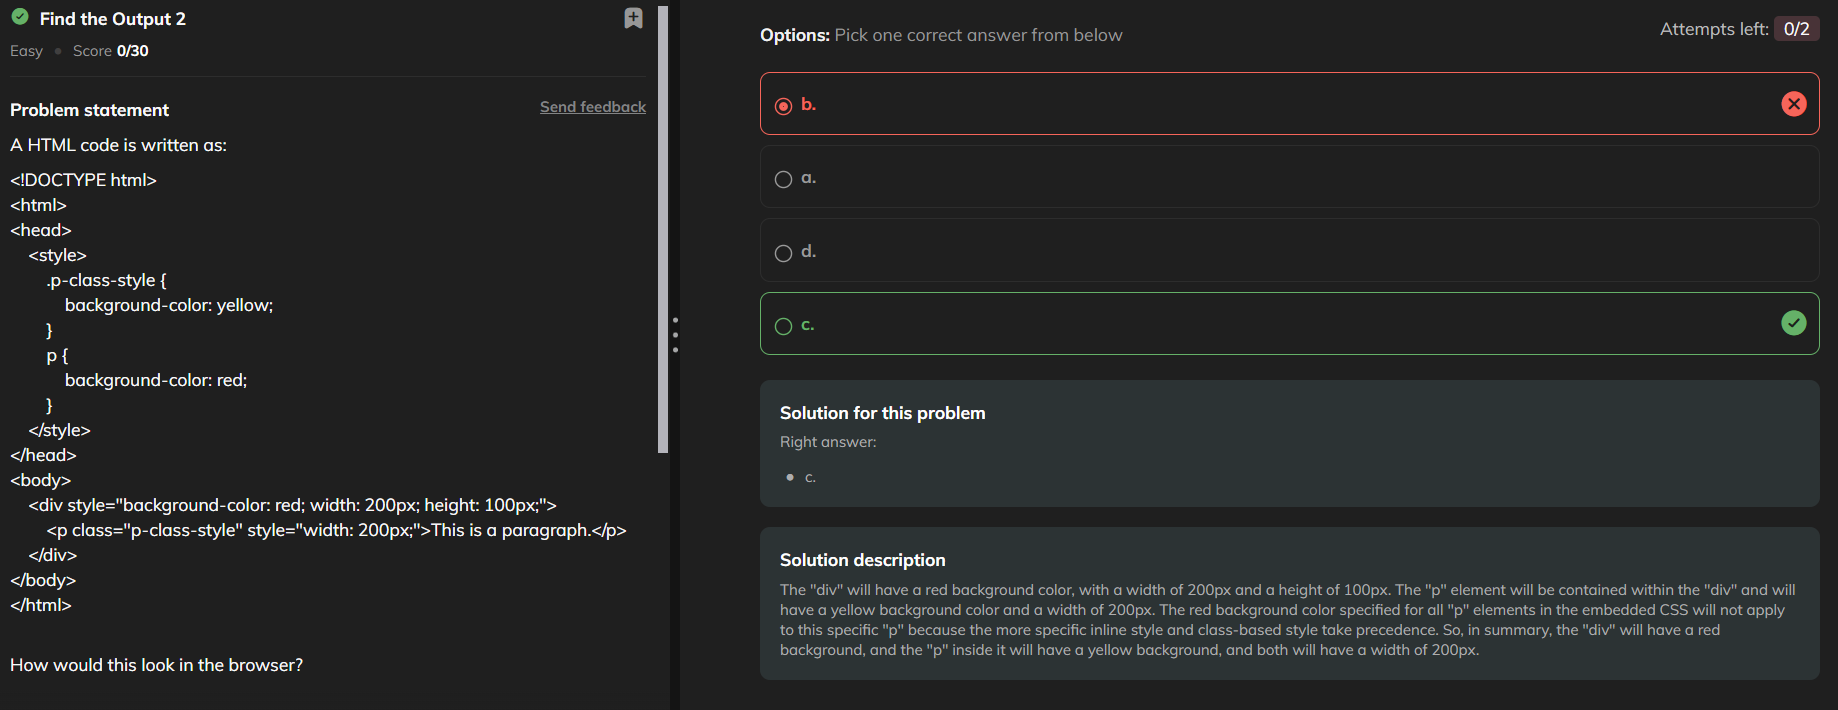 Find the Output 2
Easy • Score 0/30
Problem statement
Send feedback
A HTML code is written as:
<!DOCTYPE html>
<html>
<head>
<style>
.p-class-style {
background-color: yellow;
}
p {
background-color: red;
}
</style>
</head>
<body>
<div style="background-color: red; width: 200px; height: 100px;">
<p class="p-class-style" style="width: 200px;">This is a paragraph.</p>
</div>
</body>
</html>
How would this look in the browser?
Options: Pick one correct answer from below
Attempts left: 0/2
b.
a.
d.
c.
Solution for this problem
Right answer:
• c.
Solution description
The "div" will have a red background color, with a width of 200px and a height of 100px. The "p" element will be contained within the "div" and will
have a yellow background color and a width of 200px. The red background color specified for all "p" elements in the embedded CSS will not apply
to this specific "p" because the more specific inline style and class-based style take precedence. So, in summary, the "div" will have a red
background, and the "p" inside it will have a yellow background, and both will have a width of 200px.